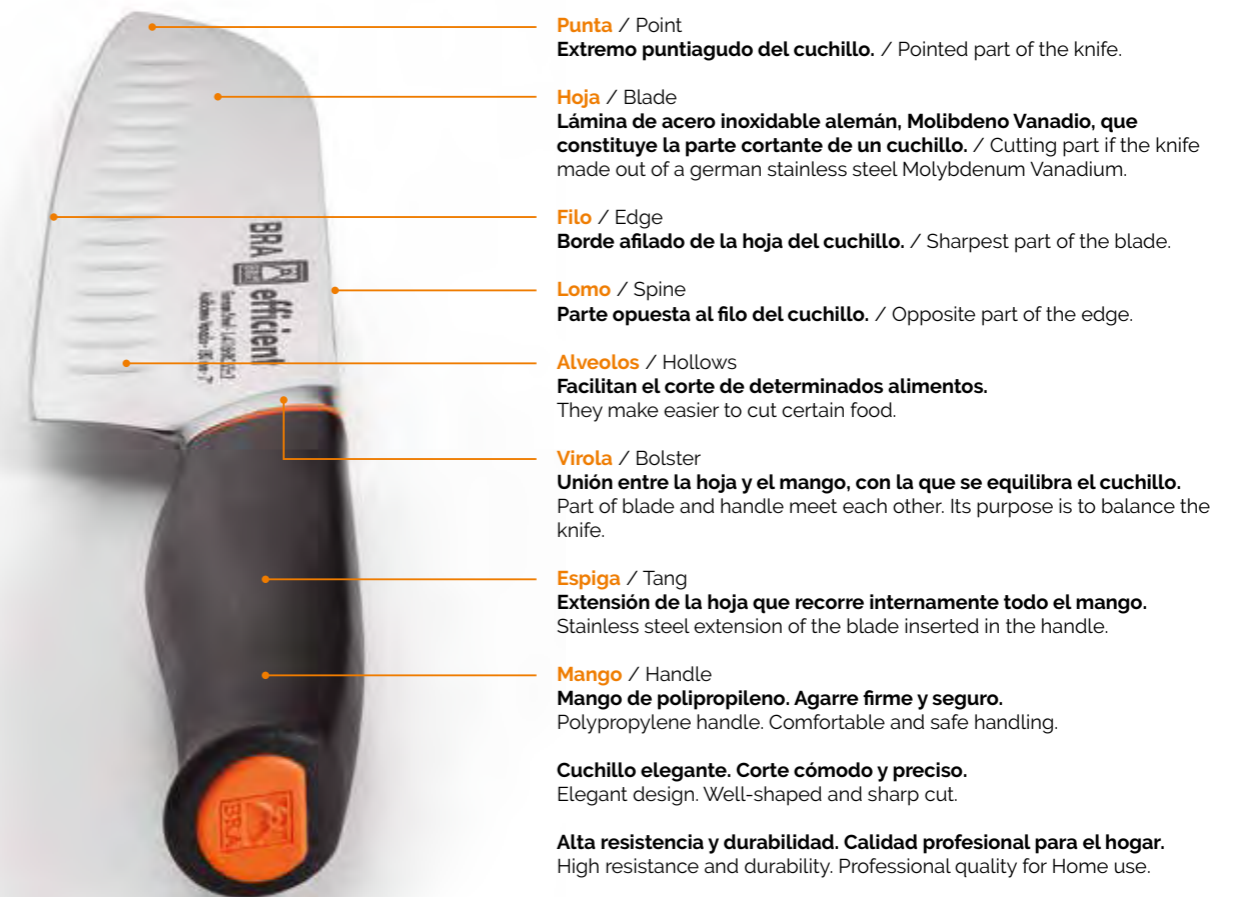 Punta / Point
Extremo puntiagudo del cuchillo. / Pointed part of the knife.
Hoja / Blade
Lámina de acero inoxidable alemán, Molibdeno Vanadio, que
constituye la parte cortante de un cuchillo. / Cutting part if the knife
made out of a german stainless steel Molybdenum Vanadium.
Filo / Edge
Borde afilado de la hoja del cuchillo. / Sharpest part of the blade.
Lomo / Spine
Parte opuesta al filo del cuchillo. / Opposite part of the edge.
Alveolos / Hollows
Facilitan el corte de determinados alimentos.
They make easier to cut certain food.
Virola / Bolster
Unión entre la hoja y el mango, con la que se equilibra el cuchillo.
Part of blade and handle meet each other. Its purpose is to balance the
knife.
Espiga / Tang
Extensión de la hoja que recorre internamente todo el mango.
Stainless steel extension of the blade inserted in the handle.
Mango / Handle
Mango de polipropileno. Agarre firme y seguro.
Polypropylene handle. Comfortable and safe handling.
Cuchillo elegante. Corte cómodo y preciso.
Elegant design. Well-shaped and sharp cut.
Alta resistencia y durabilidad. Calidad profesional para el hogar.
High resistance and durability. Professional quality for Home use.
BRA efficient
BRA